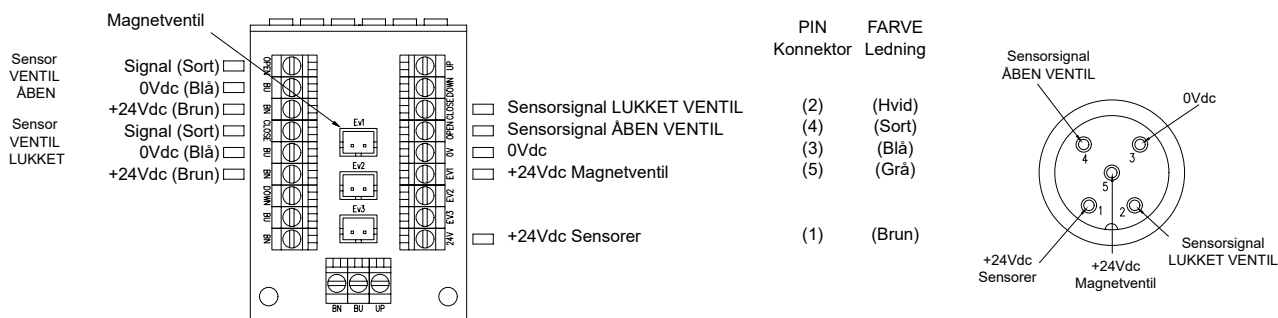 Magnetventil
Sensor
VENTIL
ÅBEN
Signal (Sort)
0Vdc (Blå)
+24Vdc (Brun)
Sensor
VENTIL
LUKKET
Signal (Sort)
0Vdc (Blå)
+24Vdc (Brun)
OPEN
BU
BN
CLOSE
BU
BN
DOWN
BU
BN
Ev1
Ev2
Ev3
UP
DOWN
CLOSE
OPEN
0V
EV1
EV2
EV3
24V
BN BU UP
PIN FARVE
Konnektor Ledning
Sensorsignal LUKKET VENTIL (2) (Hvid)
Sensorsignal ÅBEN VENTIL (4) (Sort)
0Vdc (3) (Blå)
+24Vdc Magnetventil (5) (Grå)
+24Vdc Sensorer (1) (Brun)
Sensorsignal
ÅBEN VENTIL
0Vdc
4 3
5
1 2
+24Vdc
Sensorer
+24Vdc
Magnetventil
Sensorsignal
LUKKET VENTIL